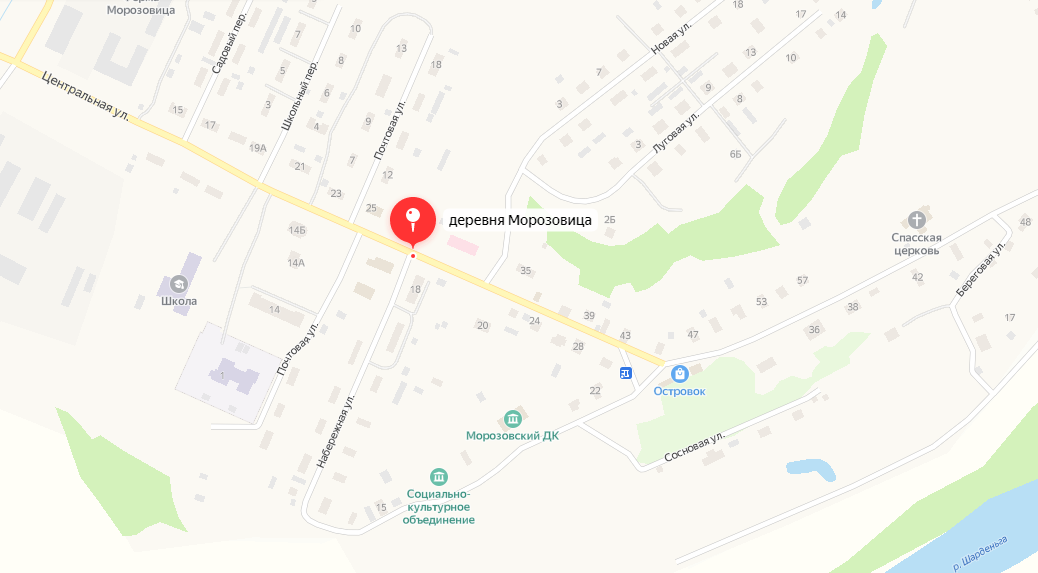 Ферма
Морозовица
Центральная ул.
Садовый пер.
Школьный пер.
Почтовая ул.
Новая ул.
Луговая ул.
7
10
13
18
5
8
3
6
15
17
4
9
19А
21
7
12
23
25
18
17
14
13
10
7
9
8
3
3
6Б
2Б
деревня Морозовица
14Б
14А
Школа
14
1
Почтовая ул.
Набережная ул.
18
35
20
24
39
28
43
47
53
57
22
36
38
42
48
17
Спасская
церковь
Береговая ул.
Островок
Морозовский ДК
Сосновая ул.
Социально-
культурное
объединение
15
р. Шарденьга